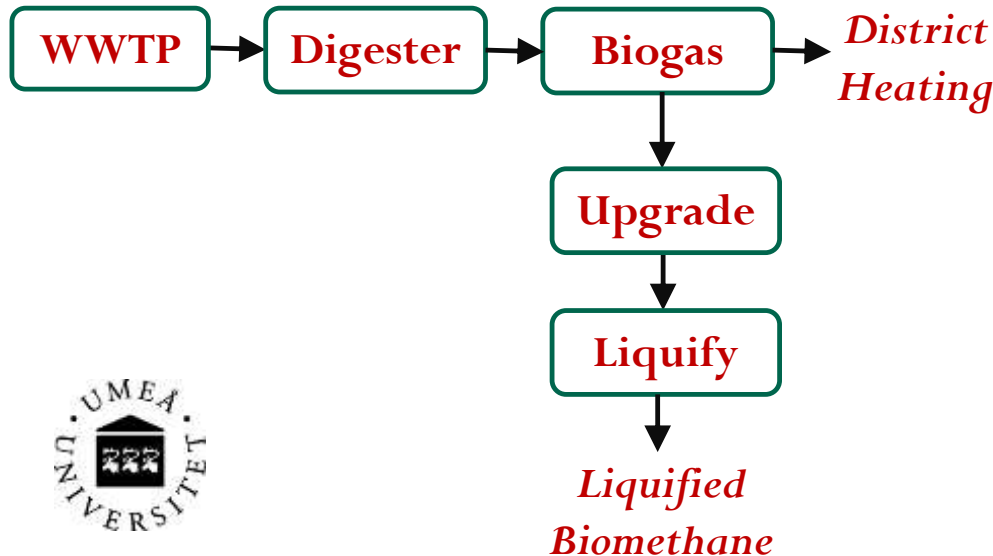 WWTP
Digester
Biogas
District
Heating
Upgrade
Liquify
Liquified
Biomethane
· UMEÅ ·
UNIVERSITET